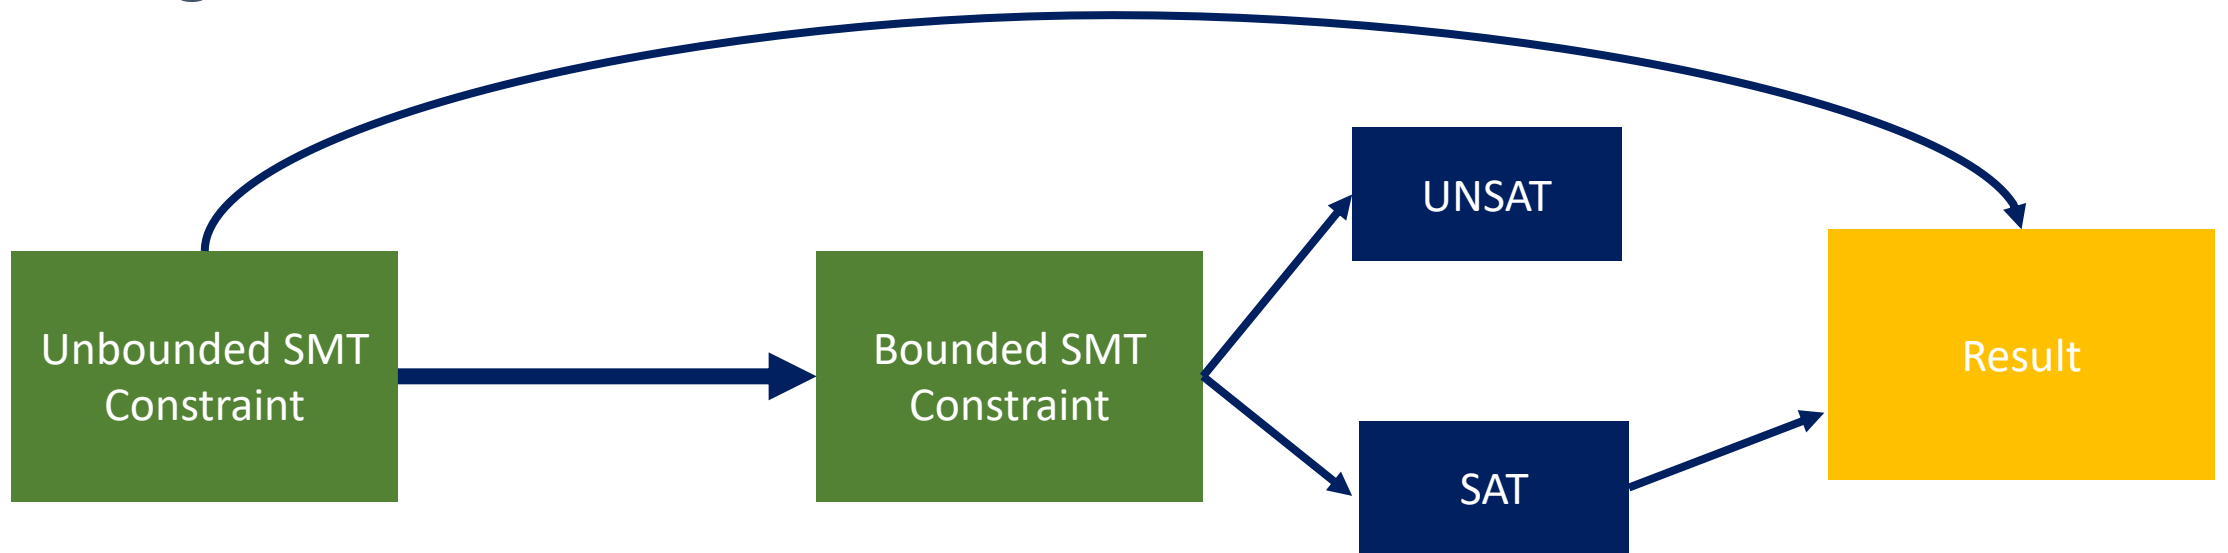 UNSAT
Unbounded SMT
Constraint
Bounded SMT
Constraint
Result
SAT